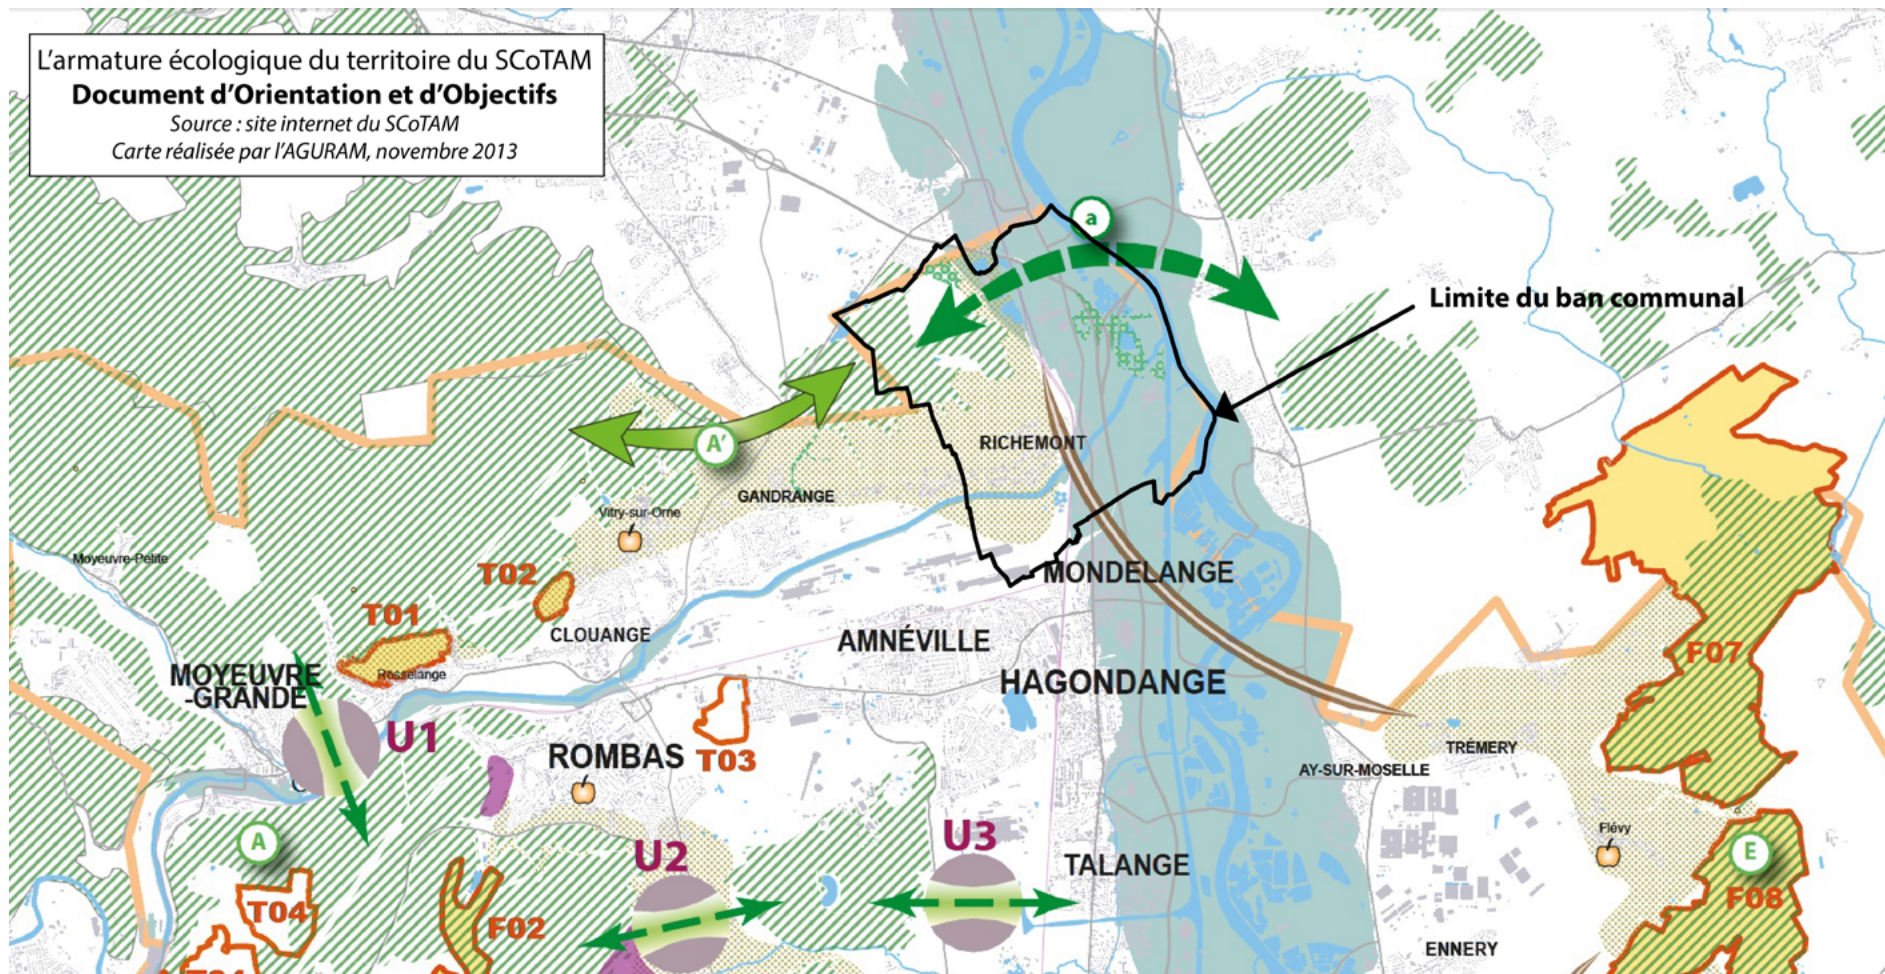 L'armature écologique du territoire du SCoTAM
Document d'Orientation et d'Objectifs
Source : site internet du SCoTAM
Carte réalisée par l'AGURAM, novembre 2013
a
Limite du ban communal
A'
RICHEMONT
GANDRANGE
Vitry-sur-Orne
Moyeuvre-Petite
T02
MONDELANGE
T01
CLOUANGE
AMNÉVILLE
F07
MOYEUVRE
-GRANDE
Rosselange
HAGONDANGE
U1
ROMBAS
T03
TRÉMERY
AY-SUR-MOSELLE
A
U2
U3
TALANGE
Flévy
E
T04
F02
F08
ENNERY